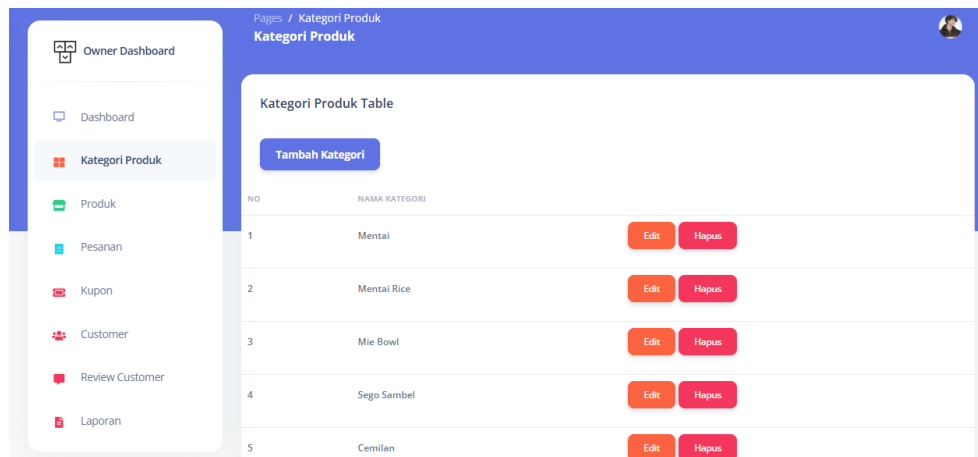 Owner Dashboard
Dashboard
Kategori Produk
Produk
Pesanan
Kupon
Customer
Review Customer
Laporan
Pages / Kategori Produk
Kategori Produk
Kategori Produk Table
Tambah Kategori
NO NAMA KATEGORI
1 Mentai Edit Hapus
2 Mentai Rice Edit Hapus
3 Mie Bowl Edit Hapus
4 Sego Sambel Edit Hapus
5 Cemilan Edit Hapus